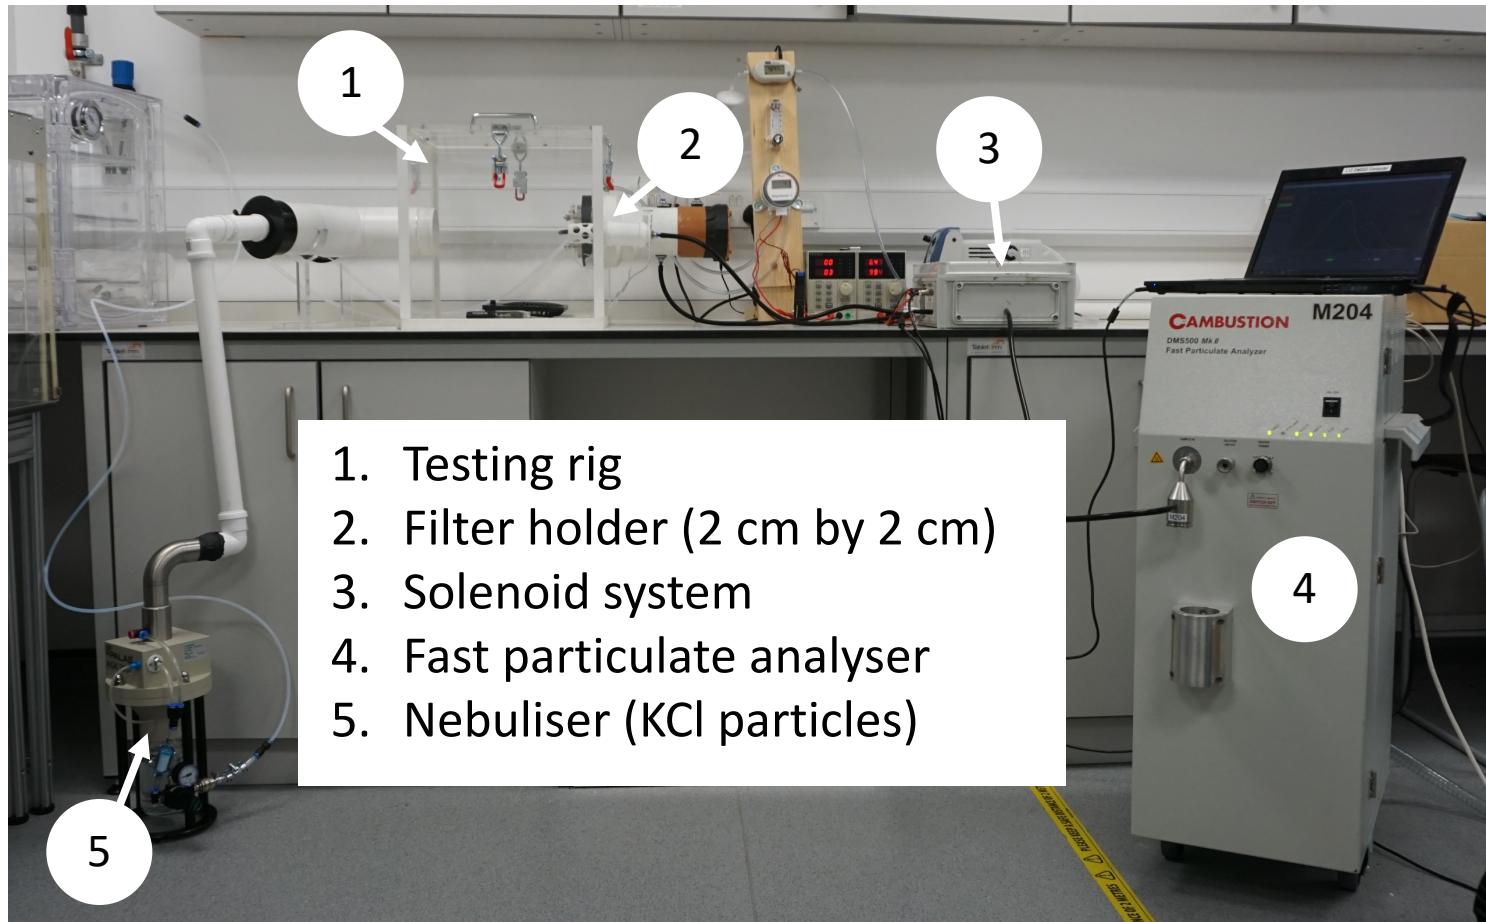 1
2
3
CAMBUSTION
M204
DMS500 Mk II
Fast Particulate Analyzer
1. Testing rig
2. Filter holder (2 cm by 2 cm)
3. Solenoid system
4. Fast particulate analyser
5. Nebuliser (KCl particles)
M204
4
5